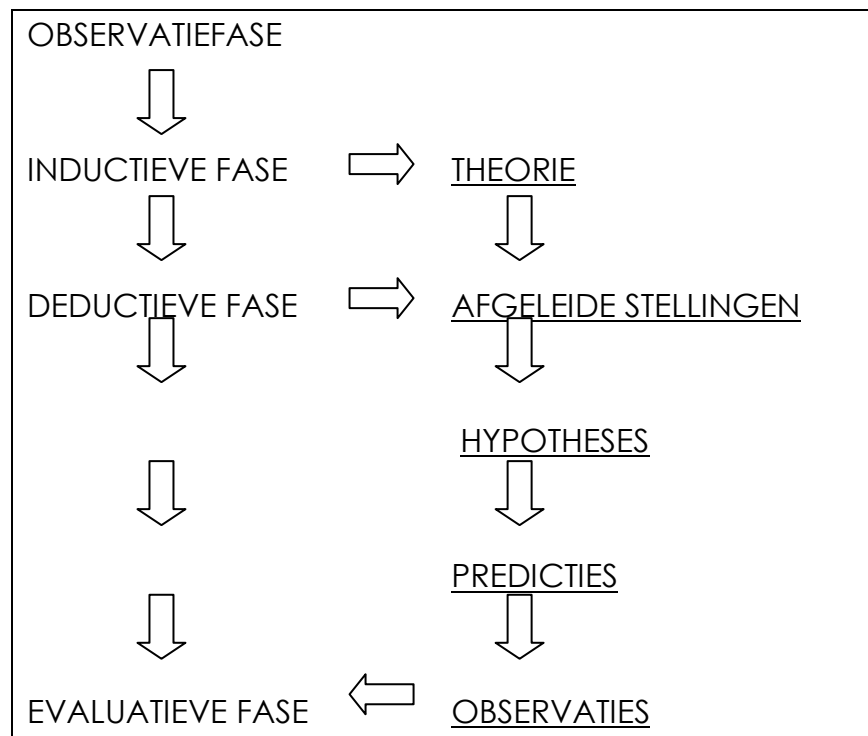 OBSERVATIEFASE
INDUCTIEVE FASE THEORIE
DEDUCTIEVE FASE AFGELEIDE STELLINGEN
HYPOTHESES
PREDICTIES
EVALUATIEVE FASE OBSERVATIES